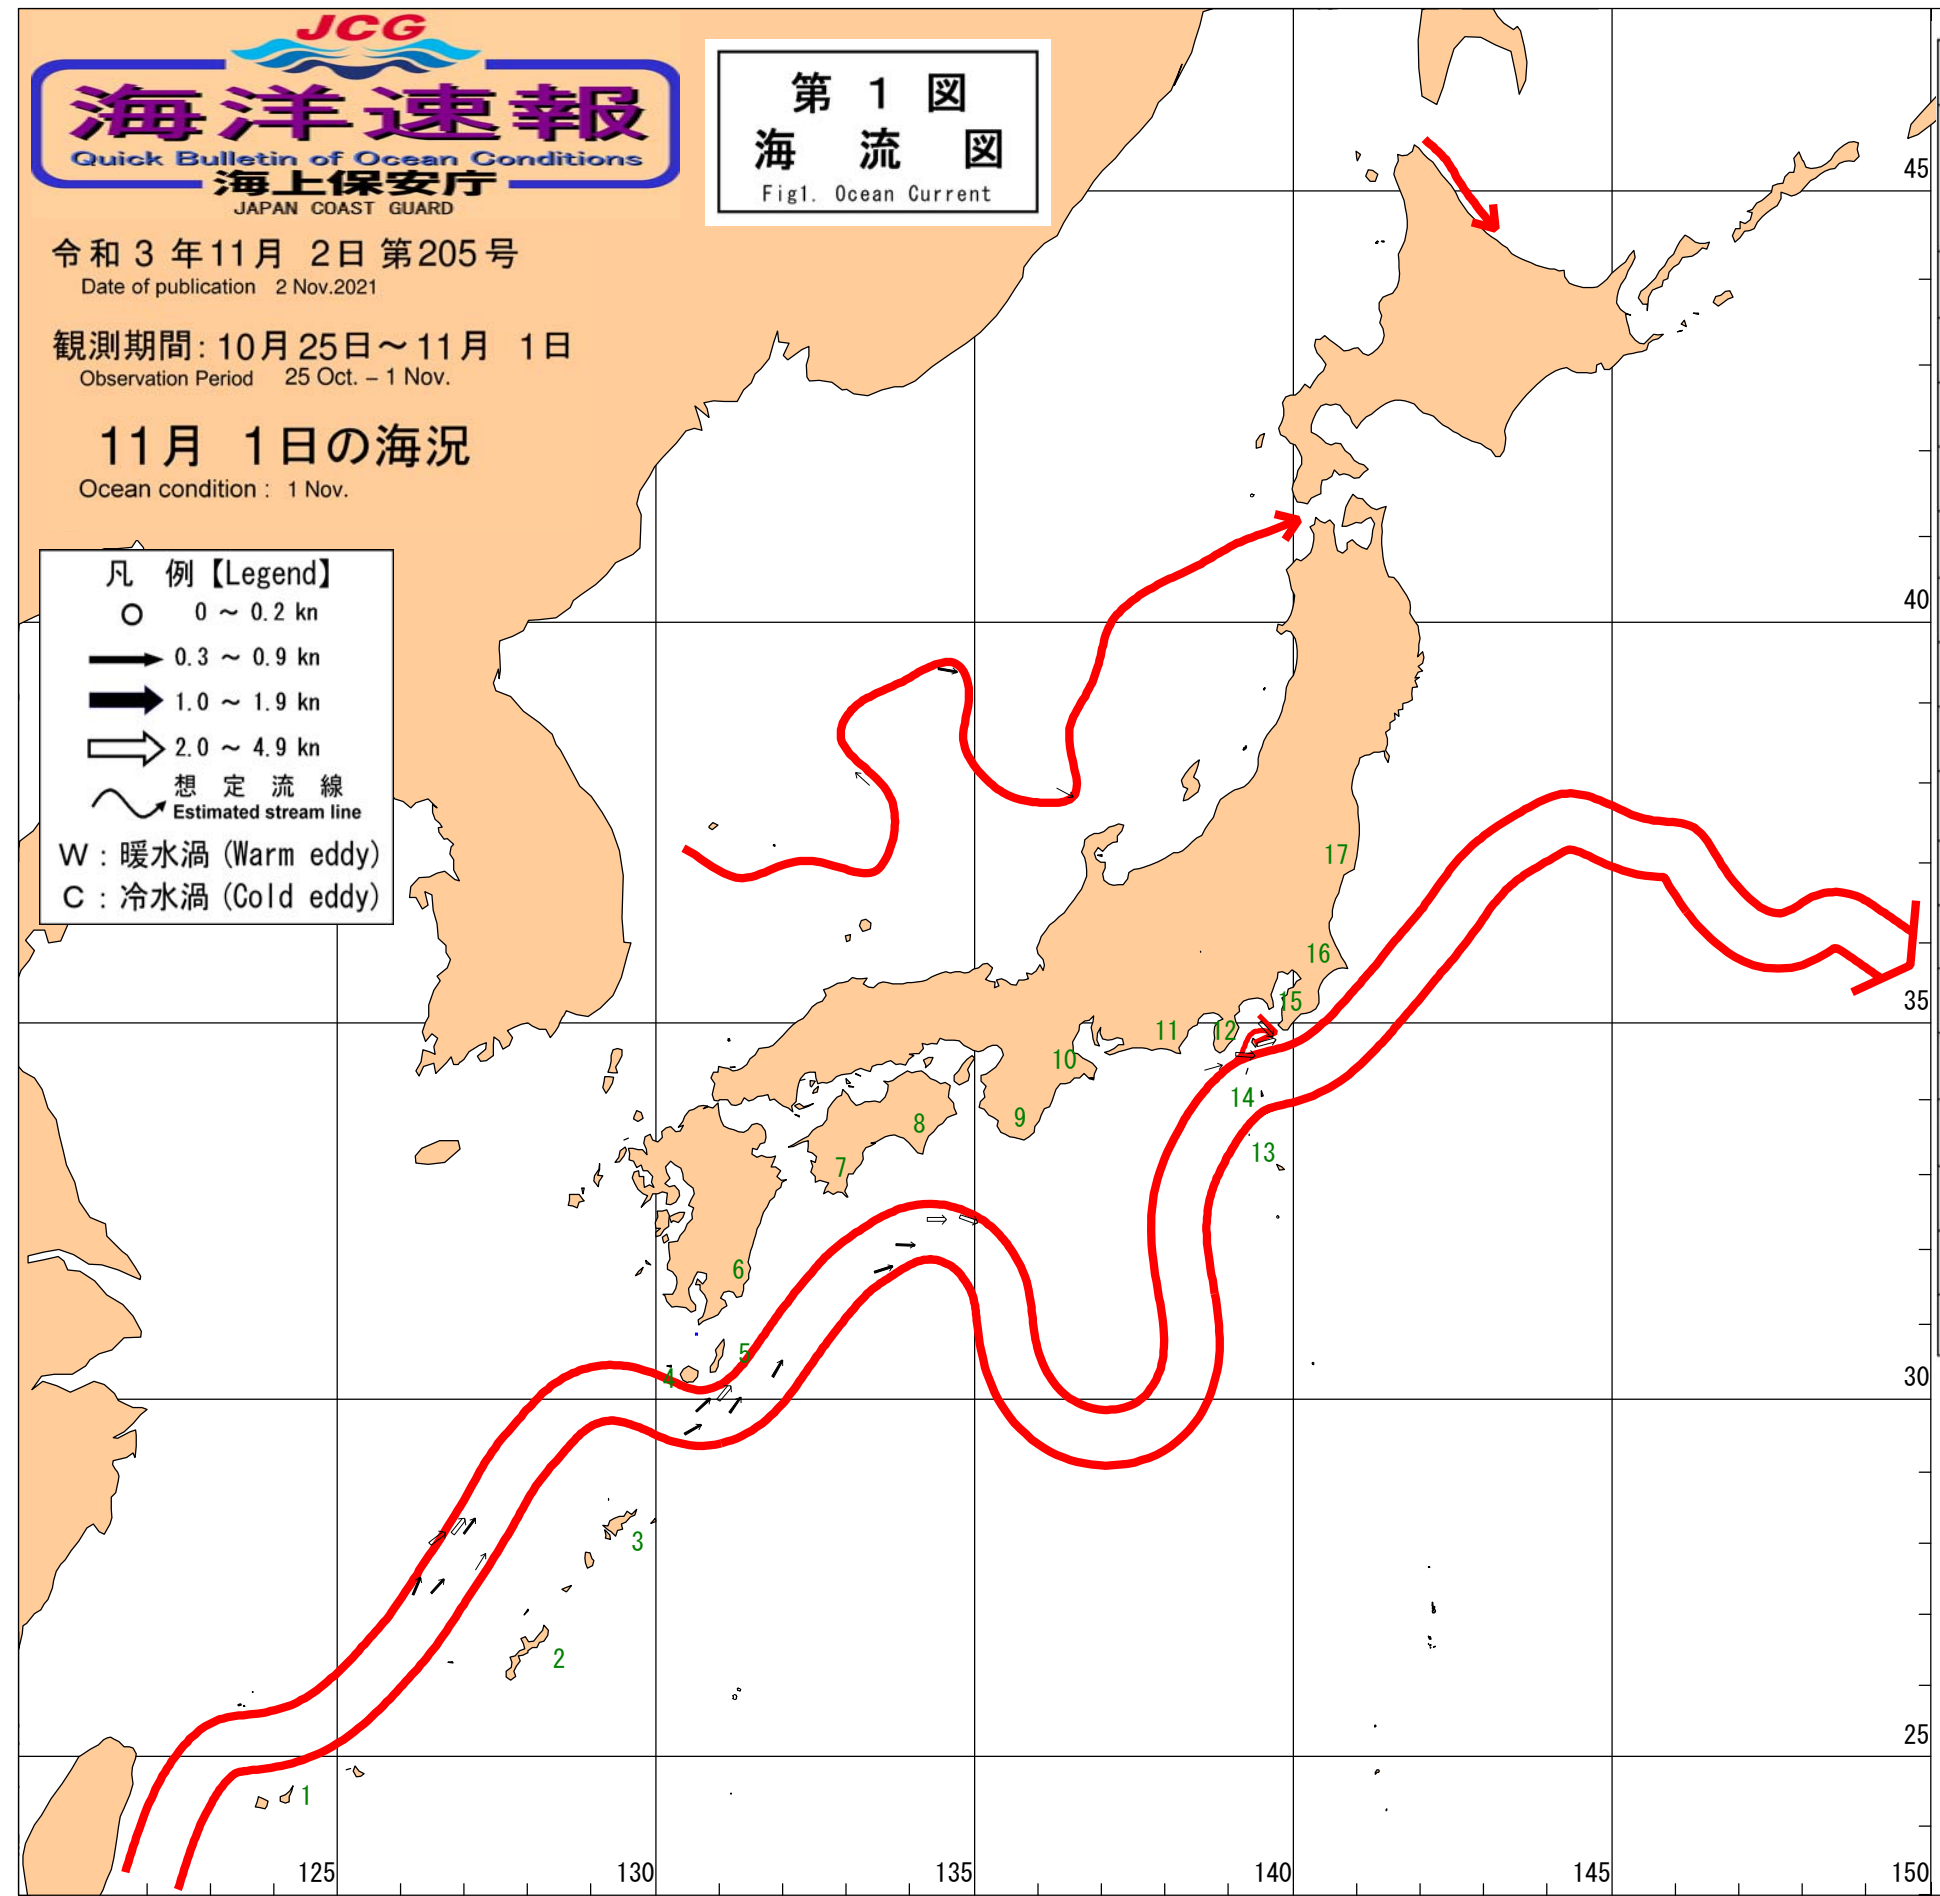 JCG
海洋速報
Quick Bulletin of Ocean Conditions
海上保安庁
JAPAN COAST GUARD
令和 3 年11月 2日 第205号
Date of publication 2 Nov.2021
観測期間: 10月25日～11月 1日
Observation Period 25 Oct. – 1 Nov.
11月 1日の海況
Ocean condition : 1 Nov.
第 1 図
海 流 図
Fig1. Ocean Current
凡 例【Legend】
0 ～ 0.2 kn
0.3 ～ 0.9 kn
1.0 ～ 1.9 kn
2.0 ～ 4.9 kn
想 定 流 線
Estimated stream line
W : 暖水渦 (Warm eddy)
C : 冷水渦 (Cold eddy)
45
40
35
30
25
17
16
15
12
11
10
14
9
8
13
7
6
5
4
3
2
1
125
130
135
140
145
150